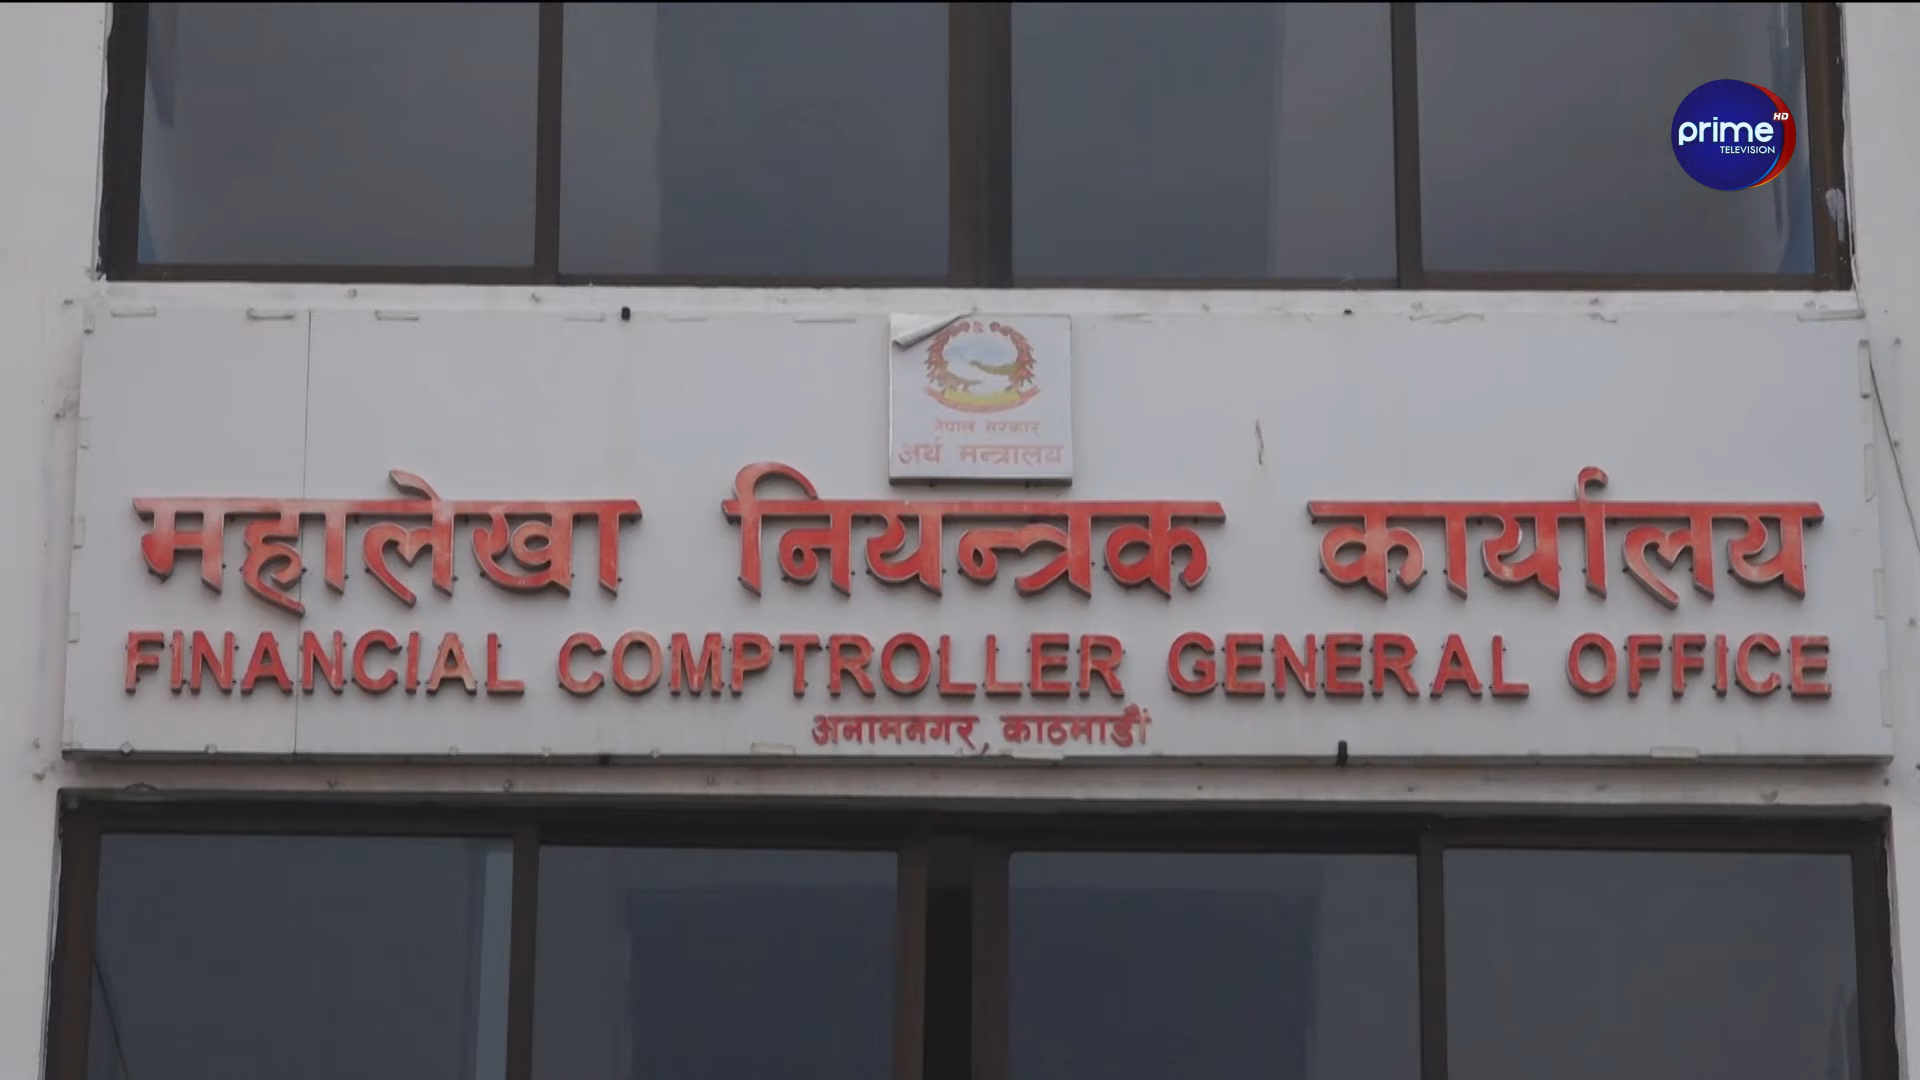 prime HD
TELEVISION
नेपाल सरकार
अर्थ मन्त्रालय
महालेखा नियन्त्रक कार्यालय
FINANCIAL COMPTROLLER GENERAL OFFICE
अनामनगर, काठमाडौं